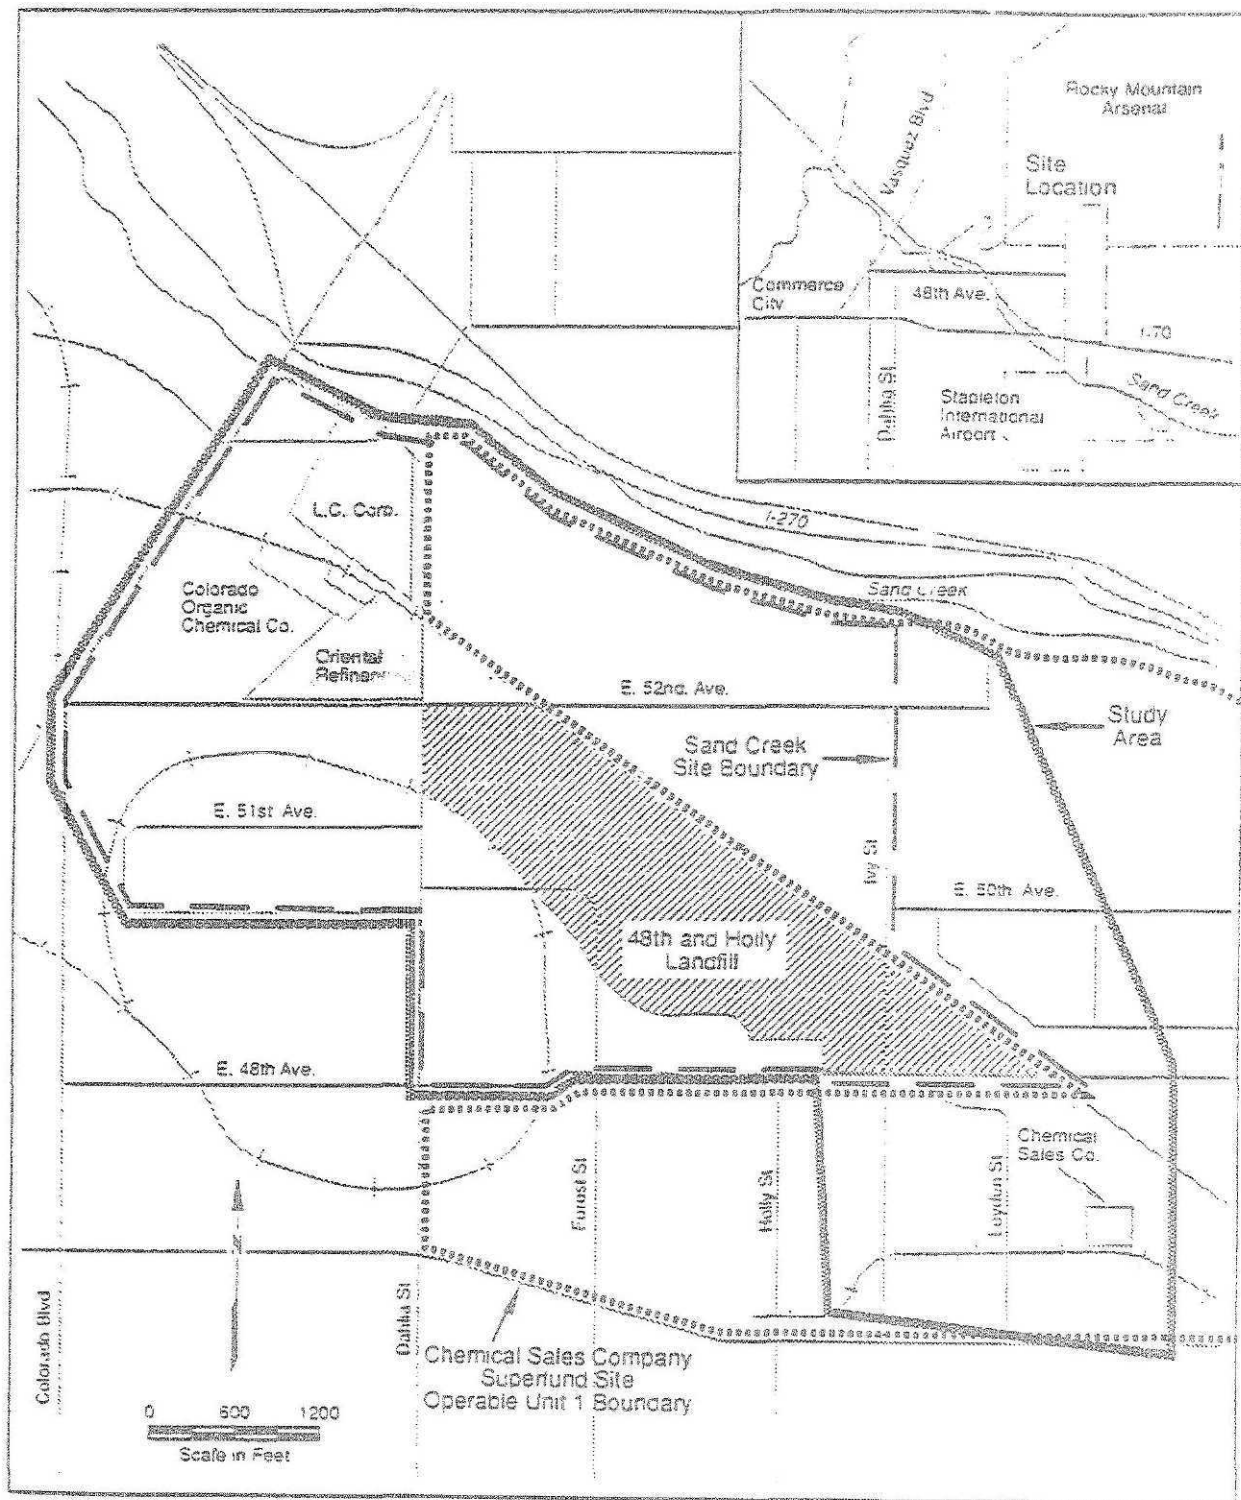 Rocky Mountain
Arsenal
Vasquez Blvd
Site
Location
Commerce
City
48th Ave.
I-70
Dahlia St
Stapleton
International
Airport
Sand Creek
L.C. Corp.
I-270
Colorado
Organic
Chemical Co.
Sand Creek
Oriental
Refinery
E. 52nd. Ave.
Study
Area
Sand Creek
Site Boundary
E. 51st Ave.
Ivy St
E. 50th Ave.
48th and Holly
Landfill
E. 48th Ave.
Chemical
Sales Co.
Forest St
Holly St
Leyden St
N
Colorado Blvd
Dahlia St
Chemical Sales Company
Superfund Site
Operable Unit 1 Boundary
0 600 1200
Scale in Feet